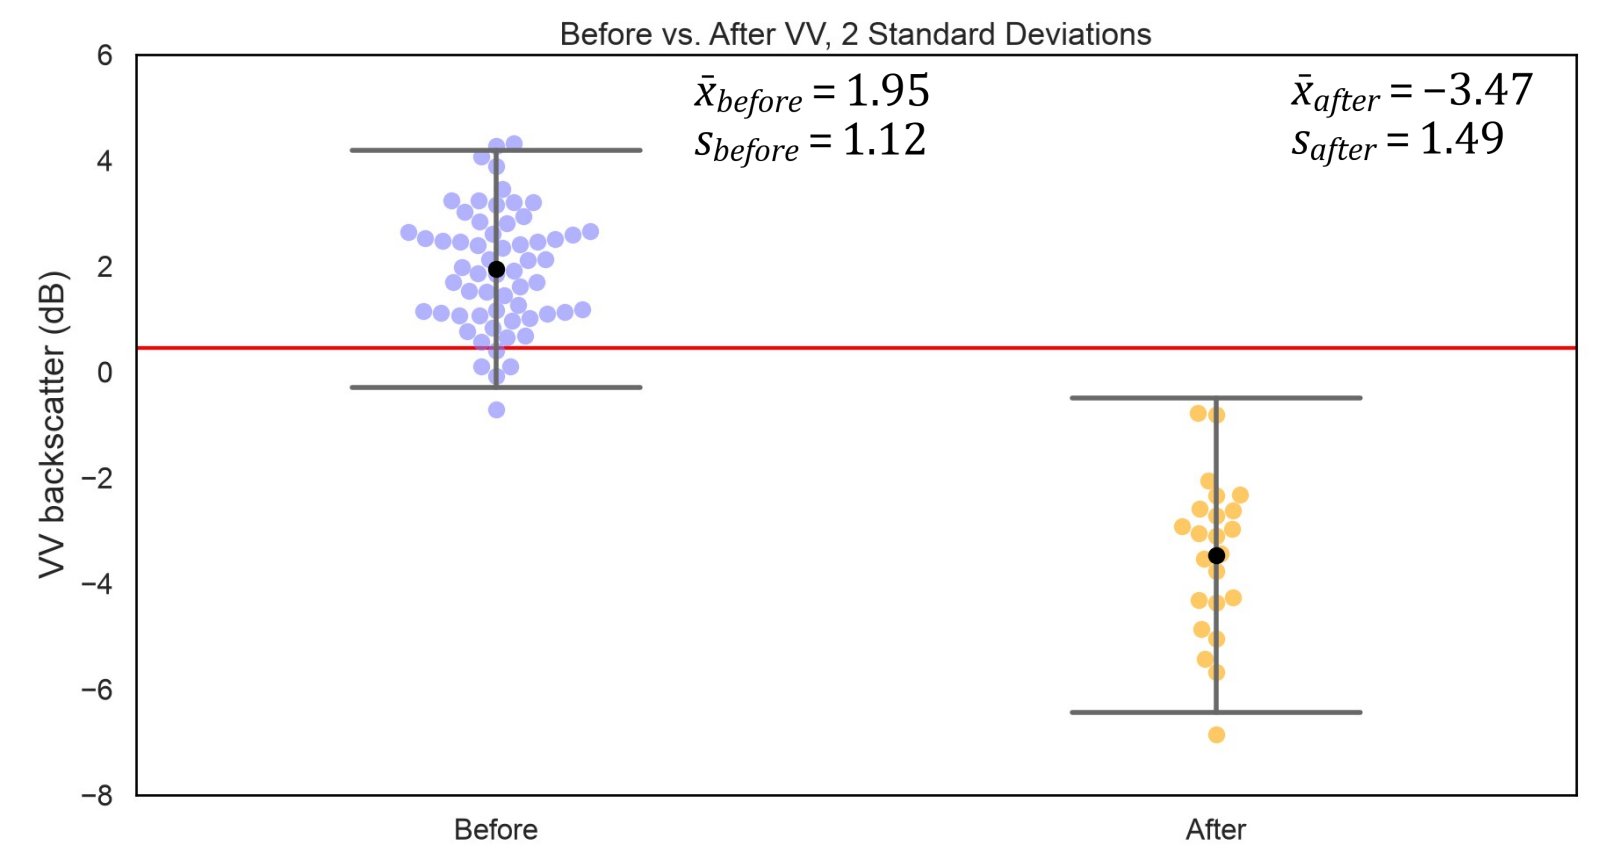 Before vs. After VV, 2 Standard Deviations
x̄before = 1.95
sbefore = 1.12
x̄after = −3.47
safter = 1.49
VV backscatter (dB)
6
4
2
0
−2
−4
−6
−8
Before
After